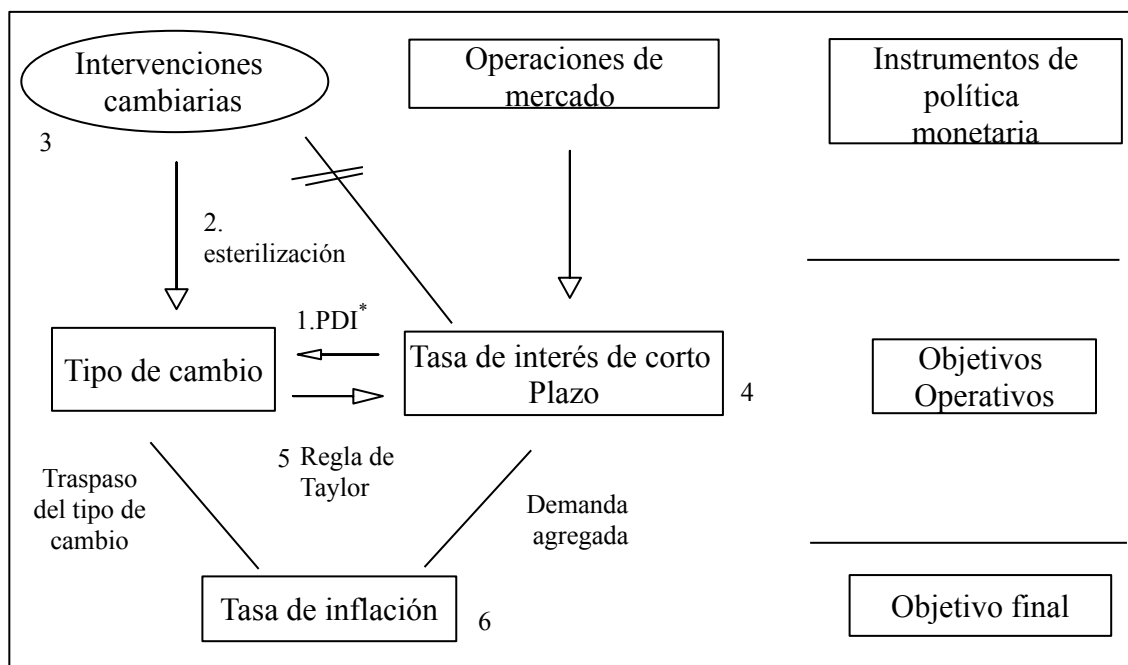 Intervenciones
cambiarias
Operaciones de
mercado
Instrumentos de
política
monetaria
3
2.
esterilización
1.PDI*
Tipo de cambio
Tasa de interés de corto
Plazo
4
Objetivos
Operativos
5 Regla de
Taylor
Traspaso
del tipo de
cambio
Demanda
agregada
Tasa de inflación
6
Objetivo final